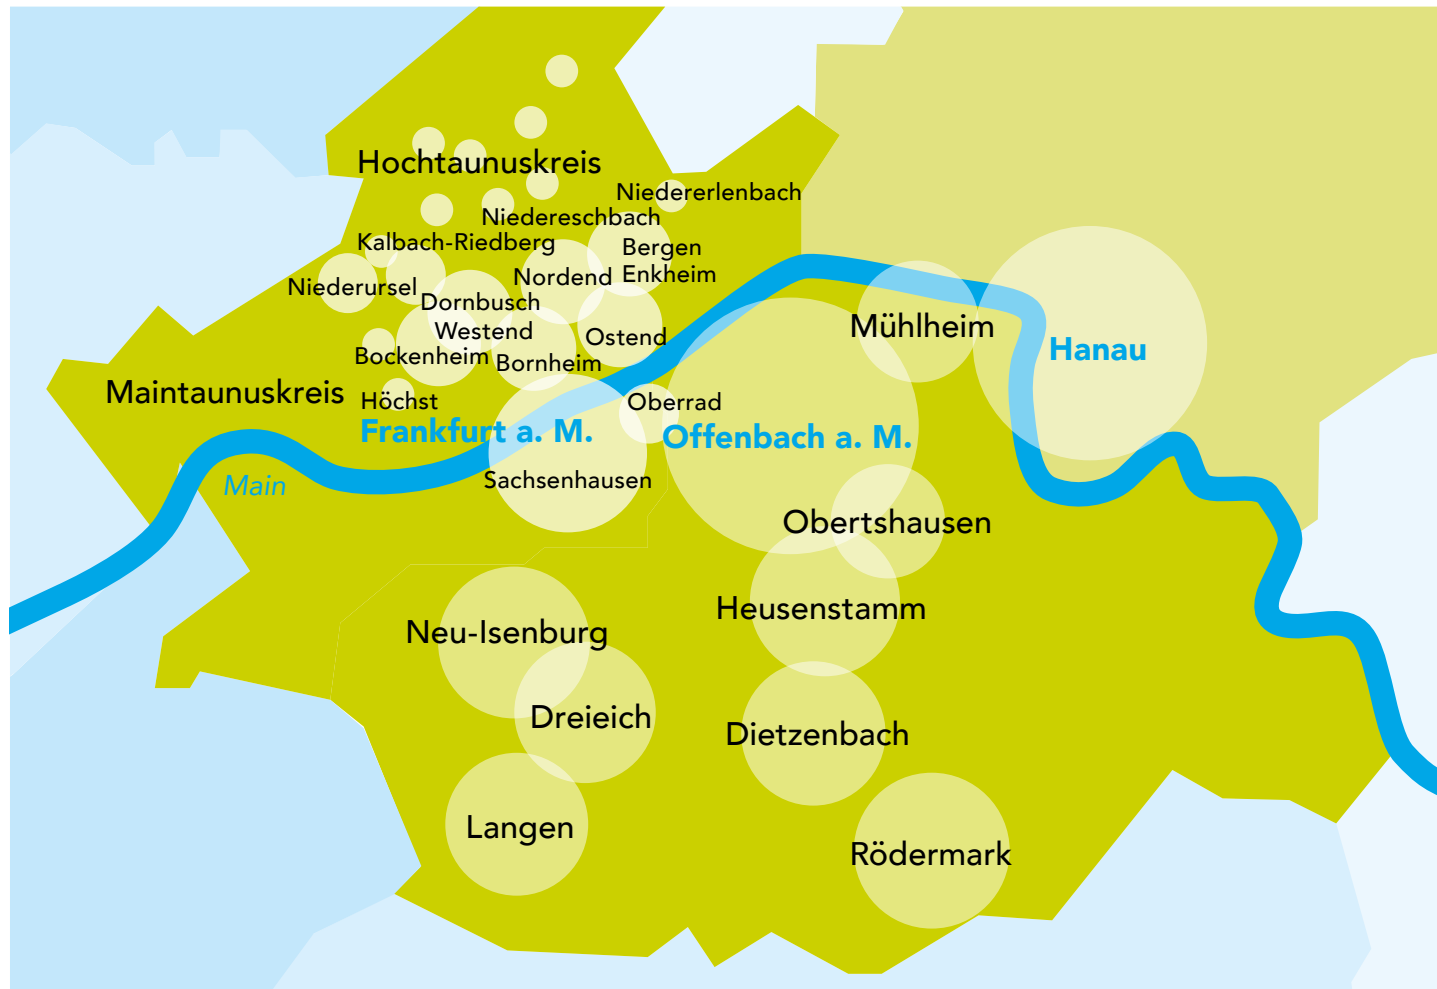 Hochtaunuskreis
Niedererlenbach
Niedereschbach
Kalbach-Riedberg
Bergen
Enkheim
Nordend
Niederursel
Dornbusch
Westend
Ostend
Mühlheim
Bockenheim
Bornheim
Hanau
Maintaunuskreis
Höchst
Oberrad
Frankfurt a. M.
Offenbach a. M.
Main
Sachsenhausen
Obertshausen
Heusenstamm
Neu-Isenburg
Dreieich
Dietzenbach
Langen
Rödermark